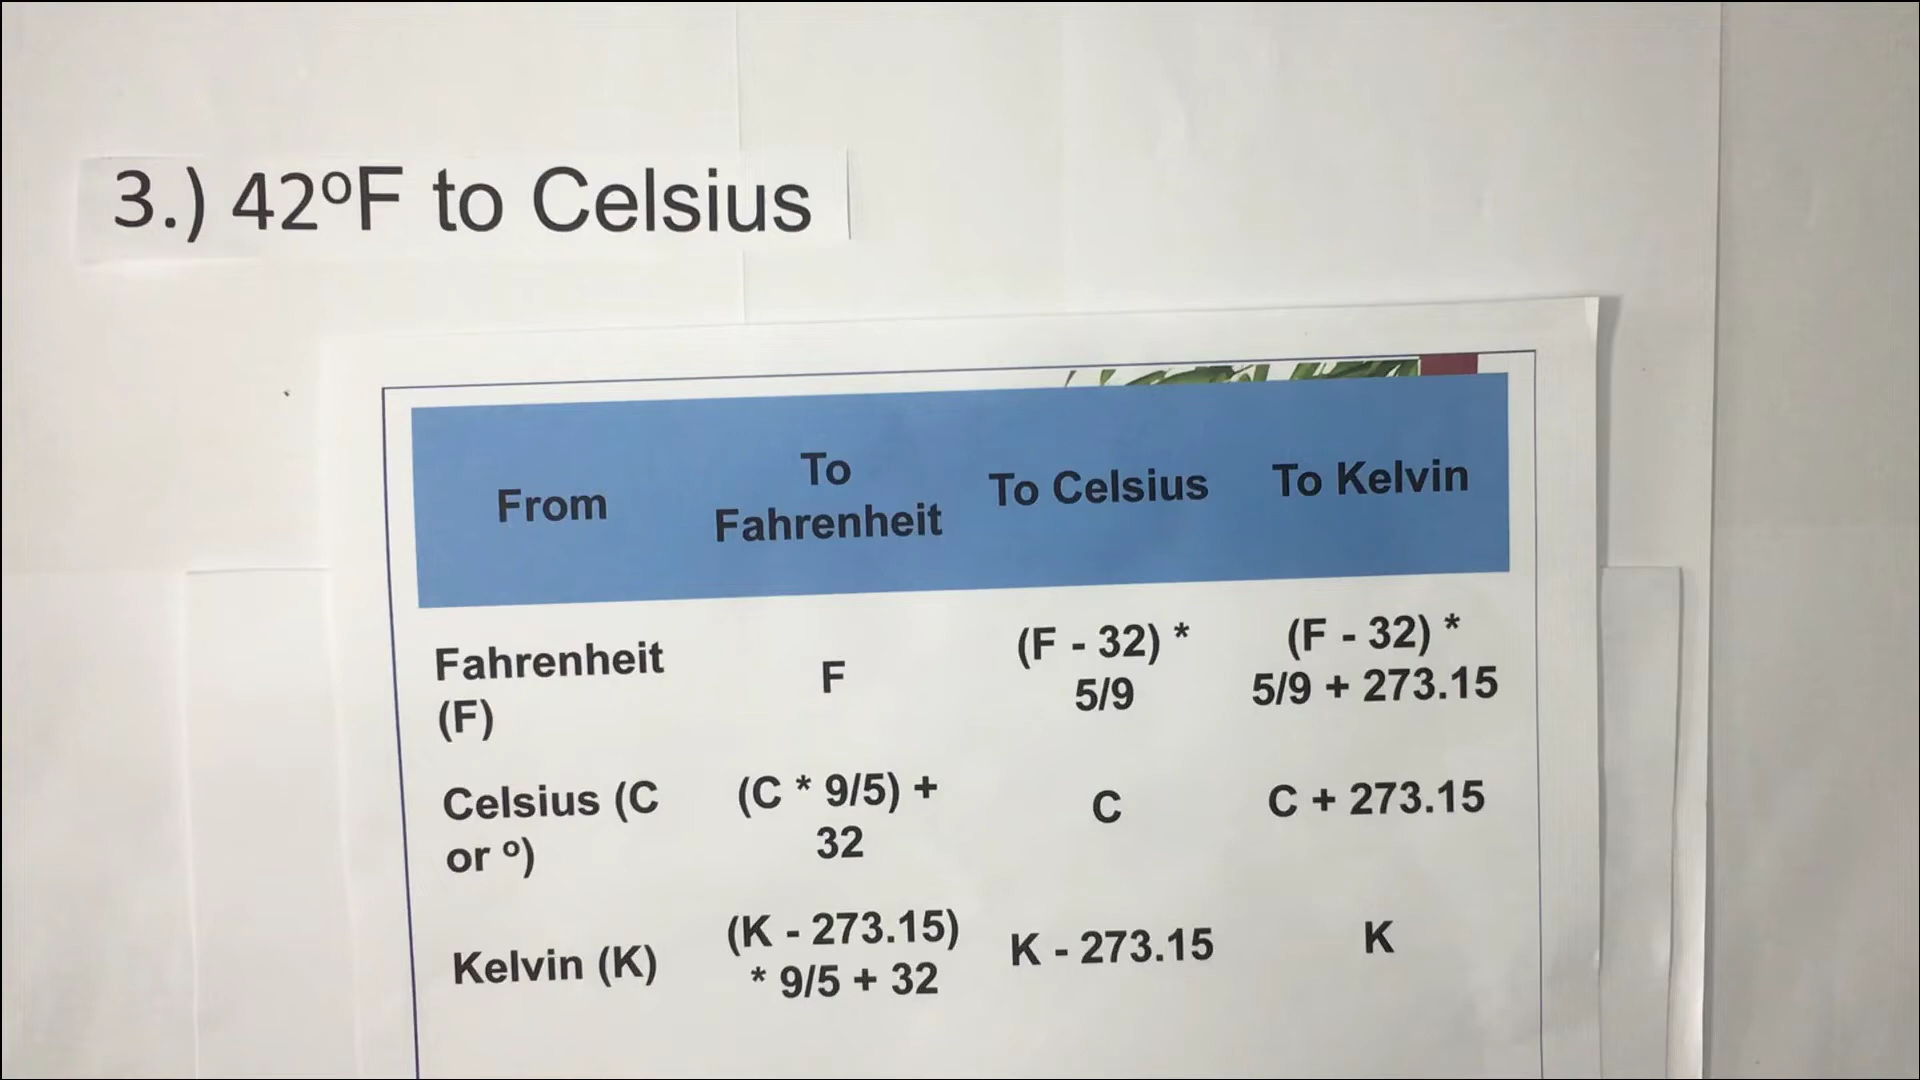 3.) 42ºF to Celsius
From
To
Fahrenheit
To Celsius
To Kelvin
Fahrenheit
(F)
F
(F - 32) *
5/9
(F - 32) *
5/9 + 273.15
Celsius (C
or º)
(C * 9/5) +
32
C
C + 273.15
Kelvin (K)
(K - 273.15)
* 9/5 + 32
K - 273.15
K